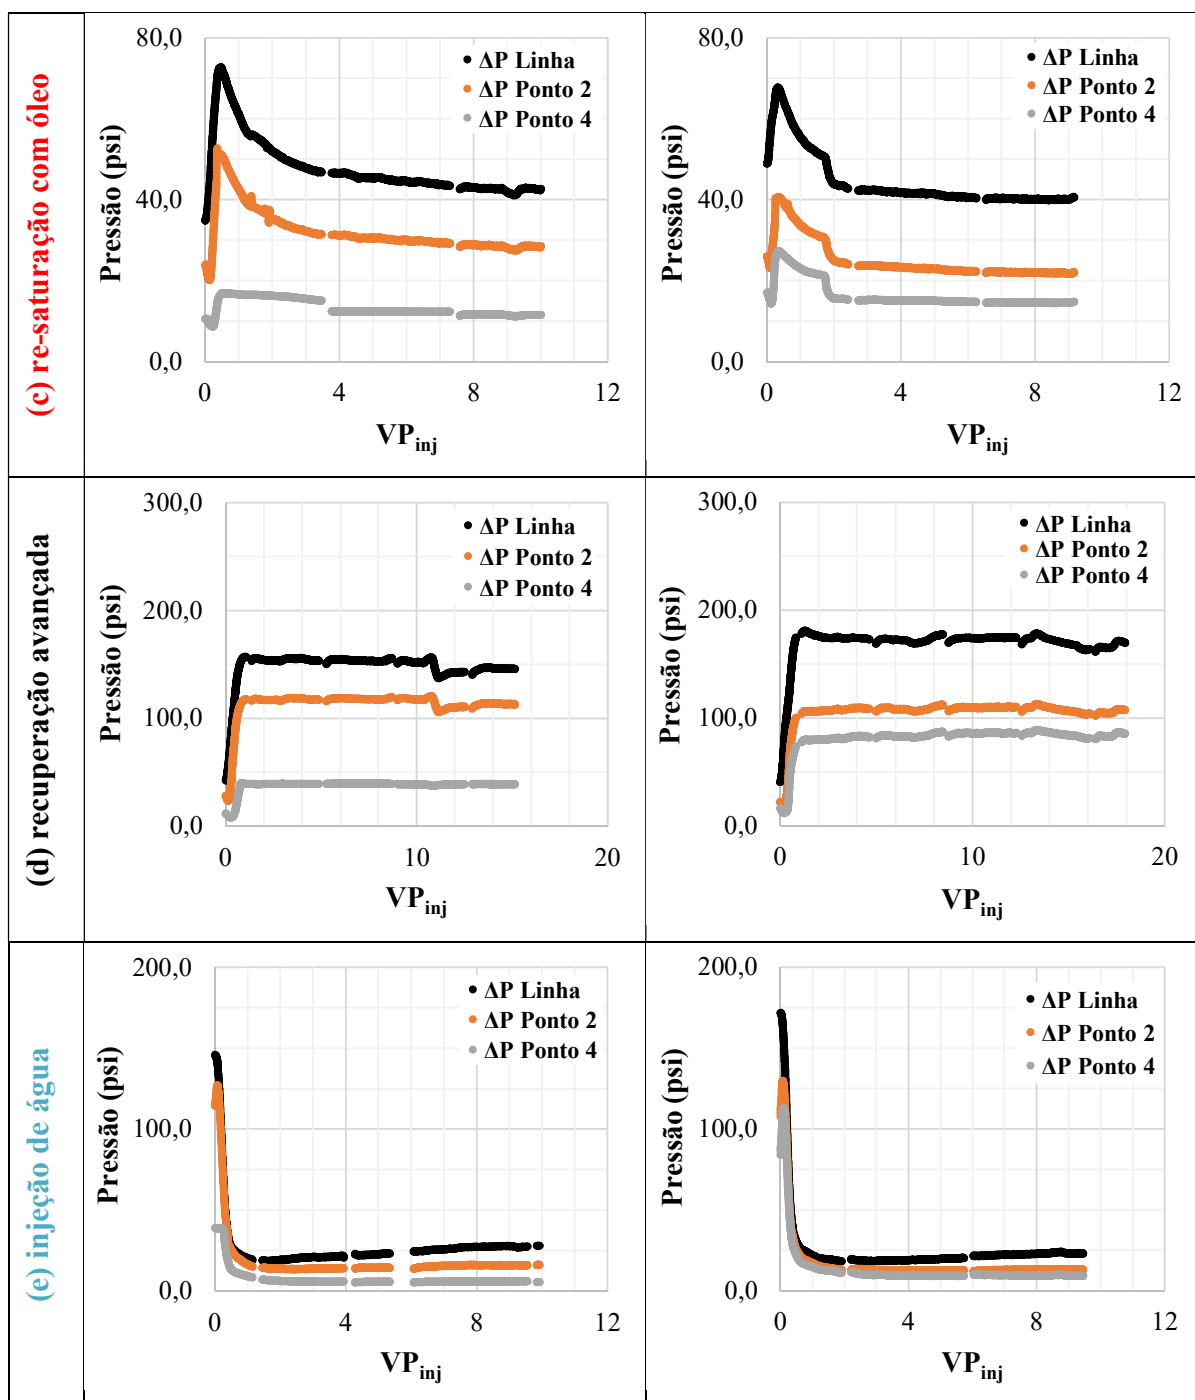 (c) re-saturação com óleo
80,0
40,0
0,0
Pressão (psi)
ΔP Linha
ΔP Ponto 2
ΔP Ponto 4
0
4
8
12
VPinj
80,0
40,0
0,0
Pressão (psi)
ΔP Linha
ΔP Ponto 2
ΔP Ponto 4
0
4
8
12
VPinj
(d) recuperação avançada
300,0
200,0
100,0
0,0
Pressão (psi)
ΔP Linha
ΔP Ponto 2
ΔP Ponto 4
0
10
20
VPinj
300,0
200,0
100,0
0,0
Pressão (psi)
ΔP Linha
ΔP Ponto 2
ΔP Ponto 4
0
10
20
VPinj
(e) injeção de água
200,0
100,0
0,0
Pressão (psi)
ΔP Linha
ΔP Ponto 2
ΔP Ponto 4
0
4
8
12
VPinj
200,0
100,0
0,0
Pressão (psi)
ΔP Linha
ΔP Ponto 2
ΔP Ponto 4
0
4
8
12
VPinj